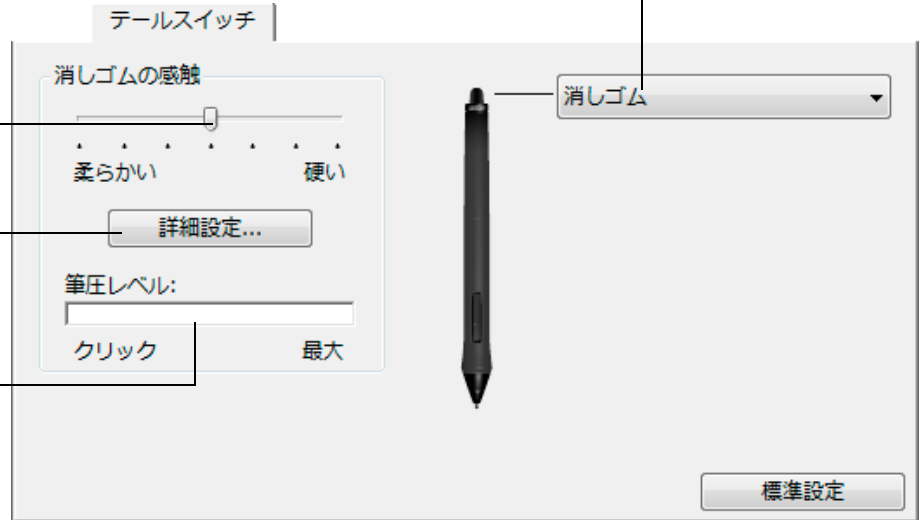 テールスイッチ
消しゴムの感触
消しゴム
柔らかい 硬い
詳細設定...
筆圧レベル:
クリック 最大
標準設定